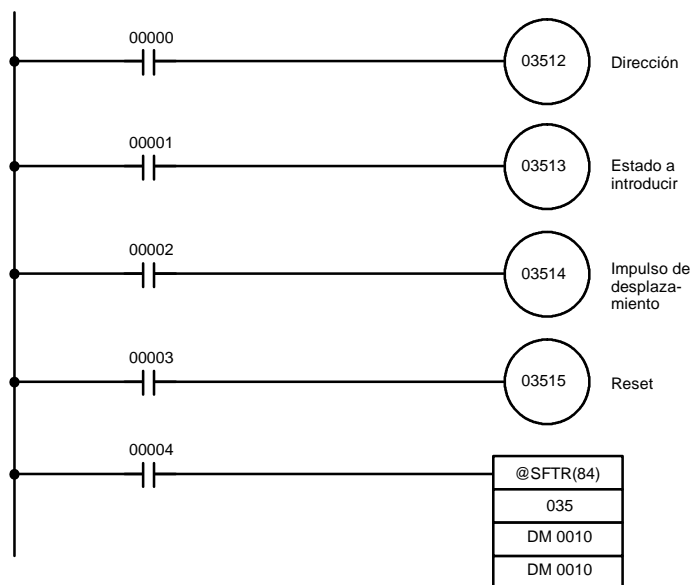 00000
03512
Dirección
00001
03513
Estado a
introducir
00002
03514
Impulso de
desplaza-
miento
00003
03515
Reset
00004
@SFTR(84)
035
DM 0010
DM 0010